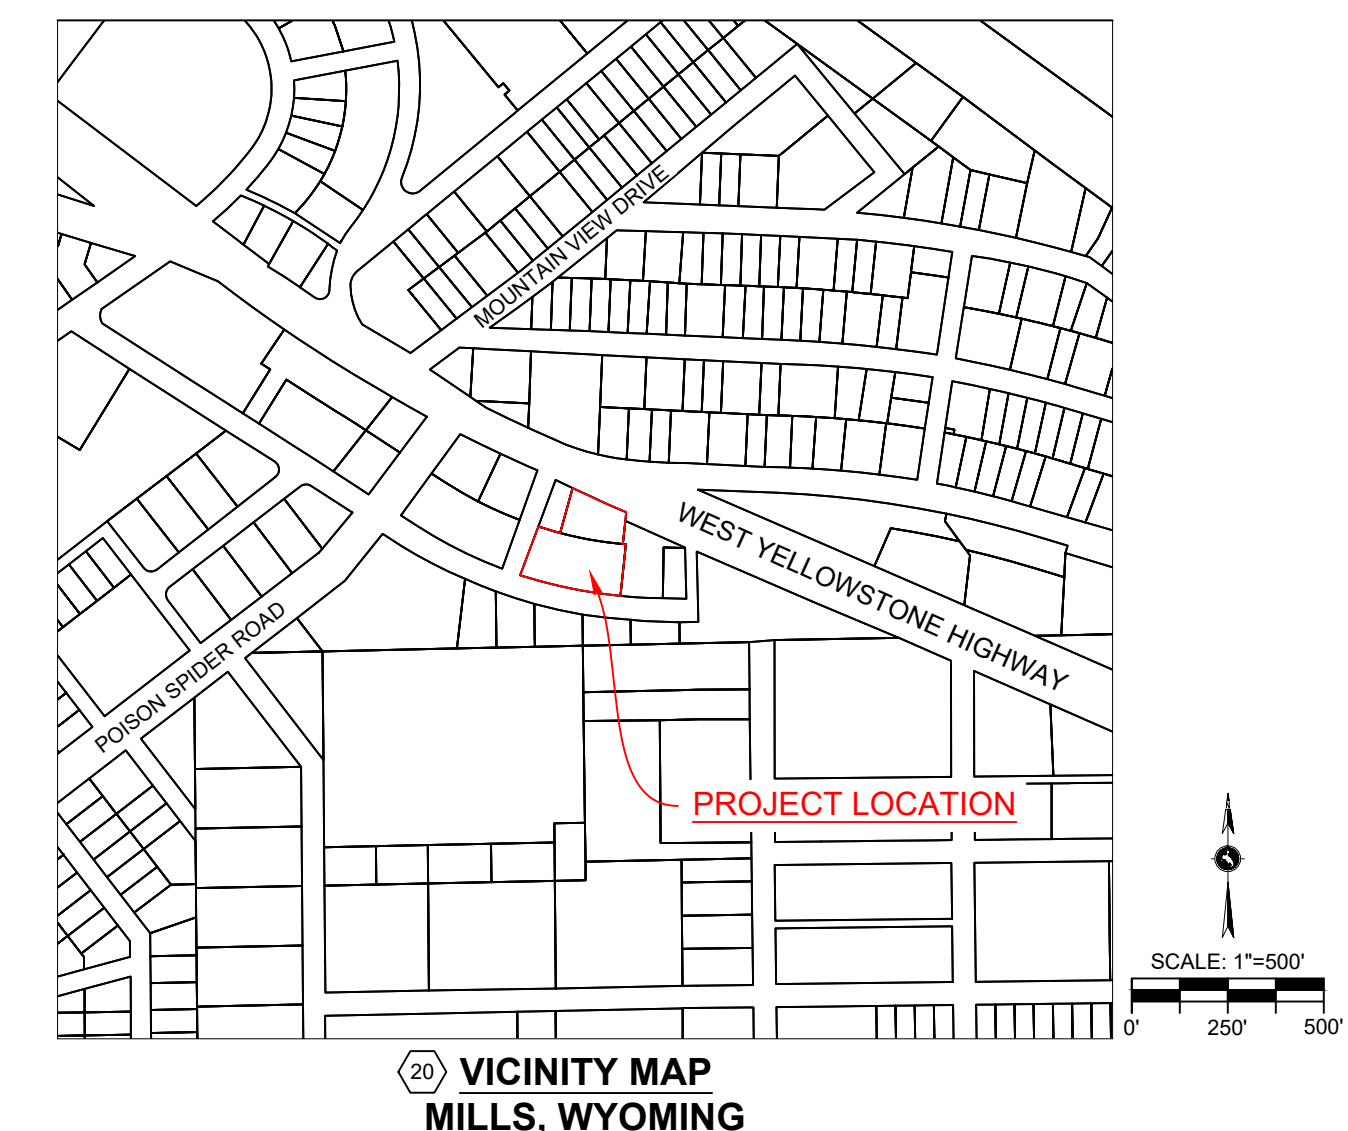 MOUNTAIN VIEW DRIVE
WEST YELLOWSTONE HIGHWAY
POISON SPIDER ROAD
PROJECT LOCATION
SCALE: 1"=500'
0' 250' 500'
20 VICINITY MAP
MILLS, WYOMING